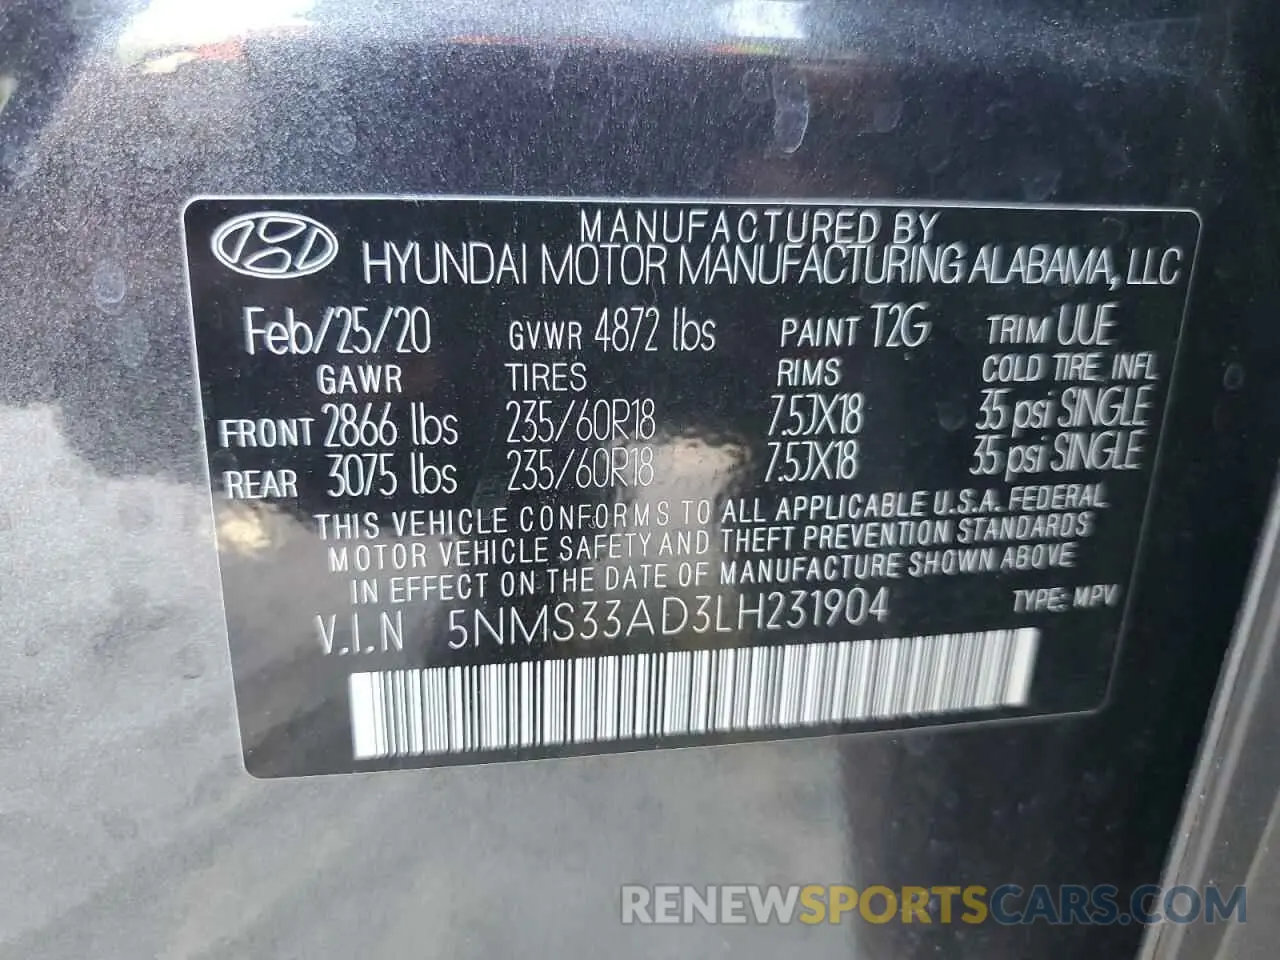 MANUFACTURED BY
HYUNDAI MOTOR MANUFACTURING ALABAMA, LLC
Feb/25/20 GVWR 4872 lbs PAINT T2G TRIM UUE
GAWR TIRES RIMS COLD TIRE INFL
FRONT 2866 lbs 235/60R18 7.5JX18 35 psi SINGLE
REAR 3075 lbs 235/60R18 7.5JX18 35 psi SINGLE
THIS VEHICLE CONFORMS TO ALL APPLICABLE U.S.A. FEDERAL
MOTOR VEHICLE SAFETY AND THEFT PREVENTION STANDARDS
IN EFFECT ON THE DATE OF MANUFACTURE SHOWN ABOVE
V.I.N 5NMS33AD3LH231904 TYPE: MPV
RENEWSPORTSCARS.COM